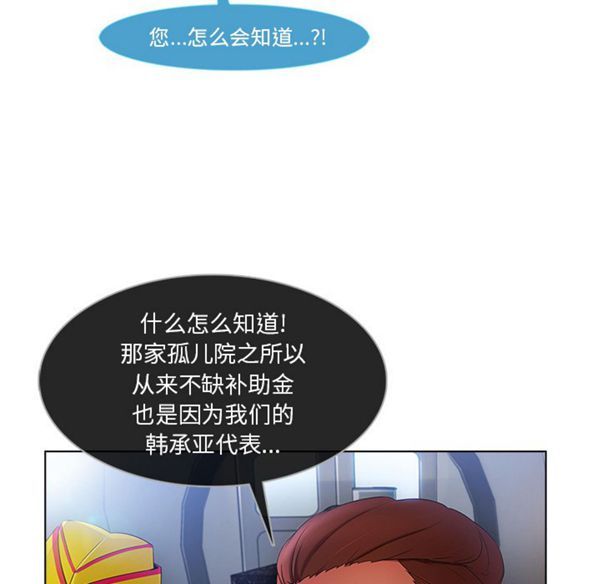 您...怎么会知道...?!
什么怎么知道!
那家孤儿院之所以
从来不缺补助金
也是因为我们的
韩承亚代表...